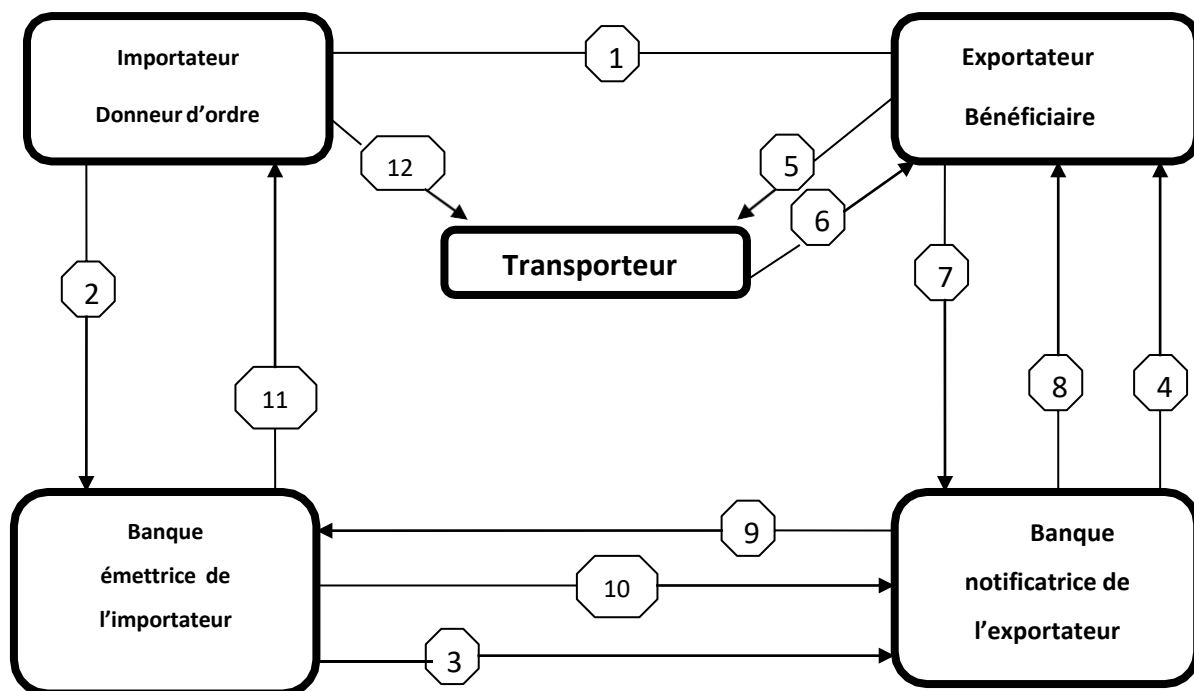 Importateur
Donneur d'ordre
1
Exportateur
Bénéficiaire
12
5
6
Transporteur
2
7
11
8
4
Banque
émettrice de
l'importateur
9
10
3
Banque
notificatrice de
l'exportateur